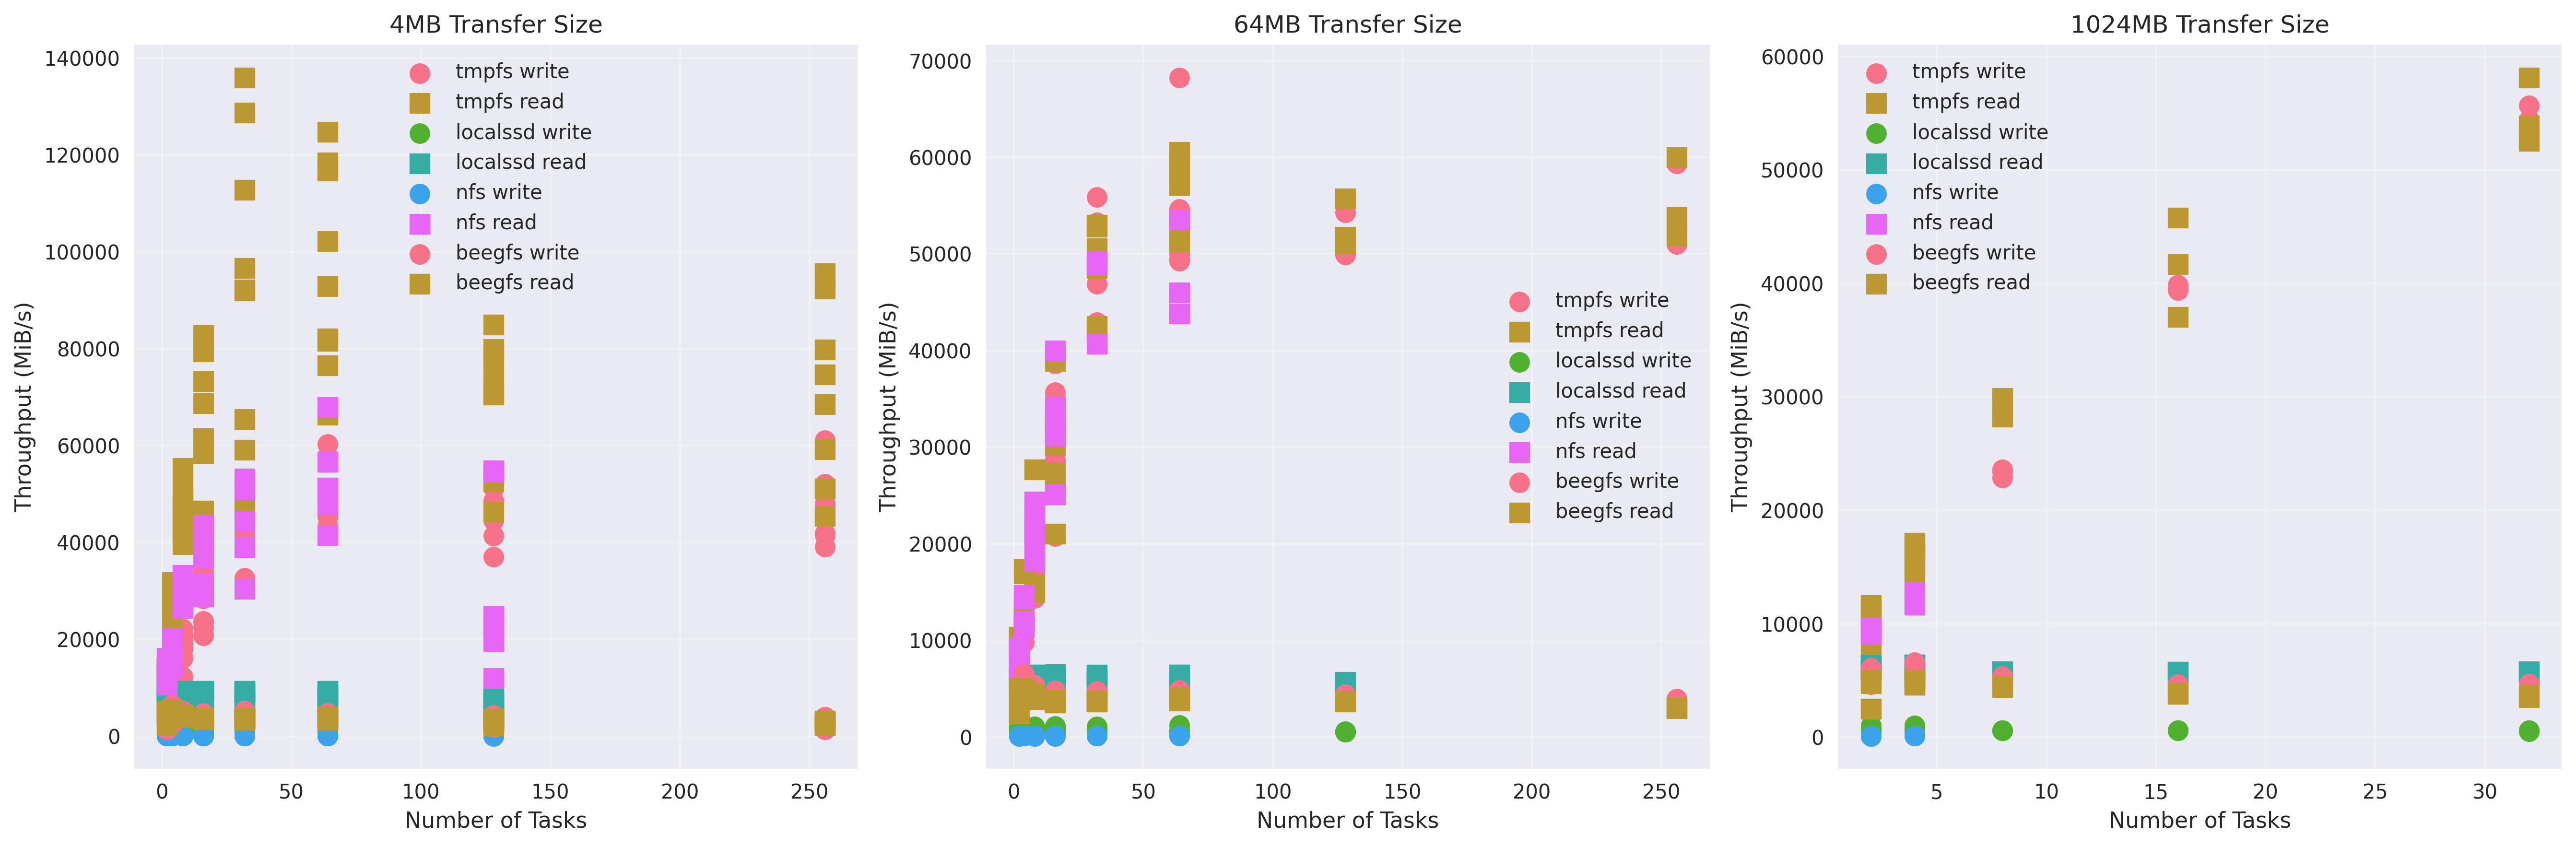 4MB Transfer Size
Throughput (MiB/s)
140000
120000
100000
80000
60000
40000
20000
0
tmpfs write
tmpfs read
localssd write
localssd read
nfs write
nfs read
beegfs write
beegfs read
0 50 100 150 200 250
Number of Tasks
64MB Transfer Size
Throughput (MiB/s)
70000
60000
50000
40000
30000
20000
10000
0
tmpfs write
tmpfs read
localssd write
localssd read
nfs write
nfs read
beegfs write
beegfs read
0 50 100 150 200 250
Number of Tasks
1024MB Transfer Size
Throughput (MiB/s)
60000
50000
40000
30000
20000
10000
0
tmpfs write
tmpfs read
localssd write
localssd read
nfs write
nfs read
beegfs write
beegfs read
5 10 15 20 25 30
Number of Tasks